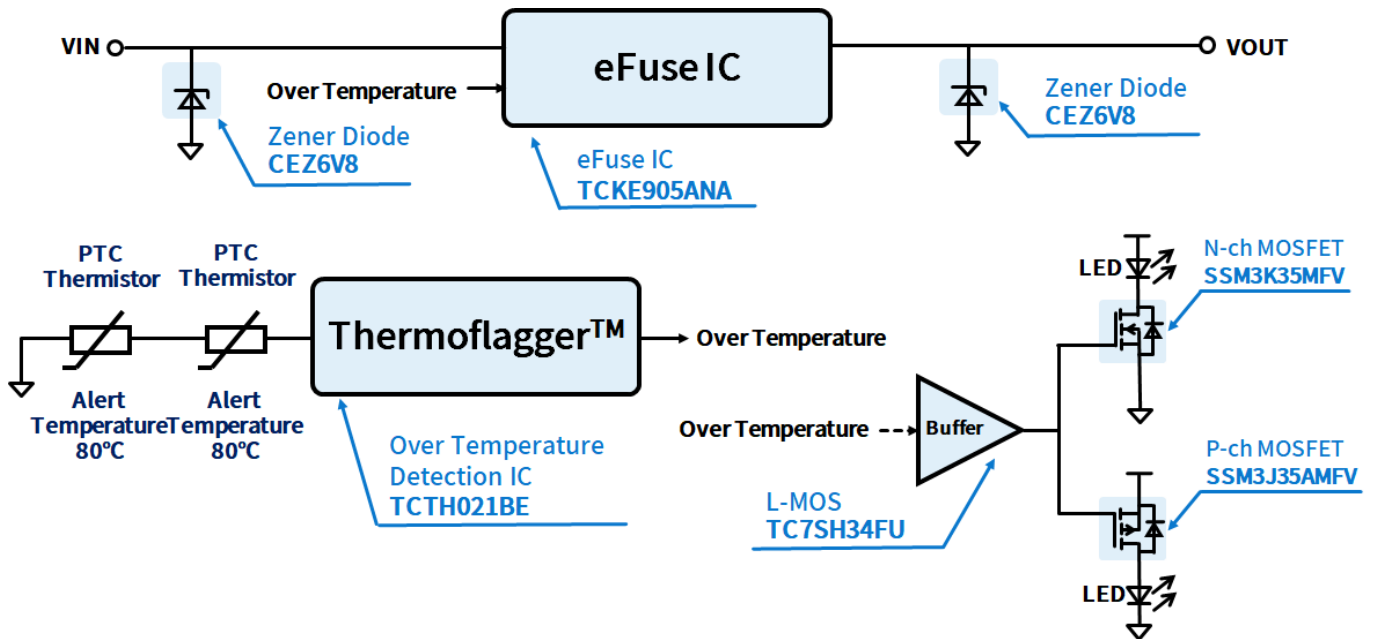 VIN
eFuse IC
VOUT
Over Temperature
Zener Diode
CEZ6V8
Zener Diode
CEZ6V8
eFuse IC
TCKE905ANA
PTC
Thermistor
PTC
Thermistor
Thermoflagger™
Over Temperature
Alert
Temperature
80°C
Alert
Temperature
80°C
Over Temperature
Detection IC
TCTH021BE
LED
N-ch MOSFET
SSM3K35MFV
Over Temperature
Buffer
L-MOS
TC7SH34FU
P-ch MOSFET
SSM3J35AMFV
LED